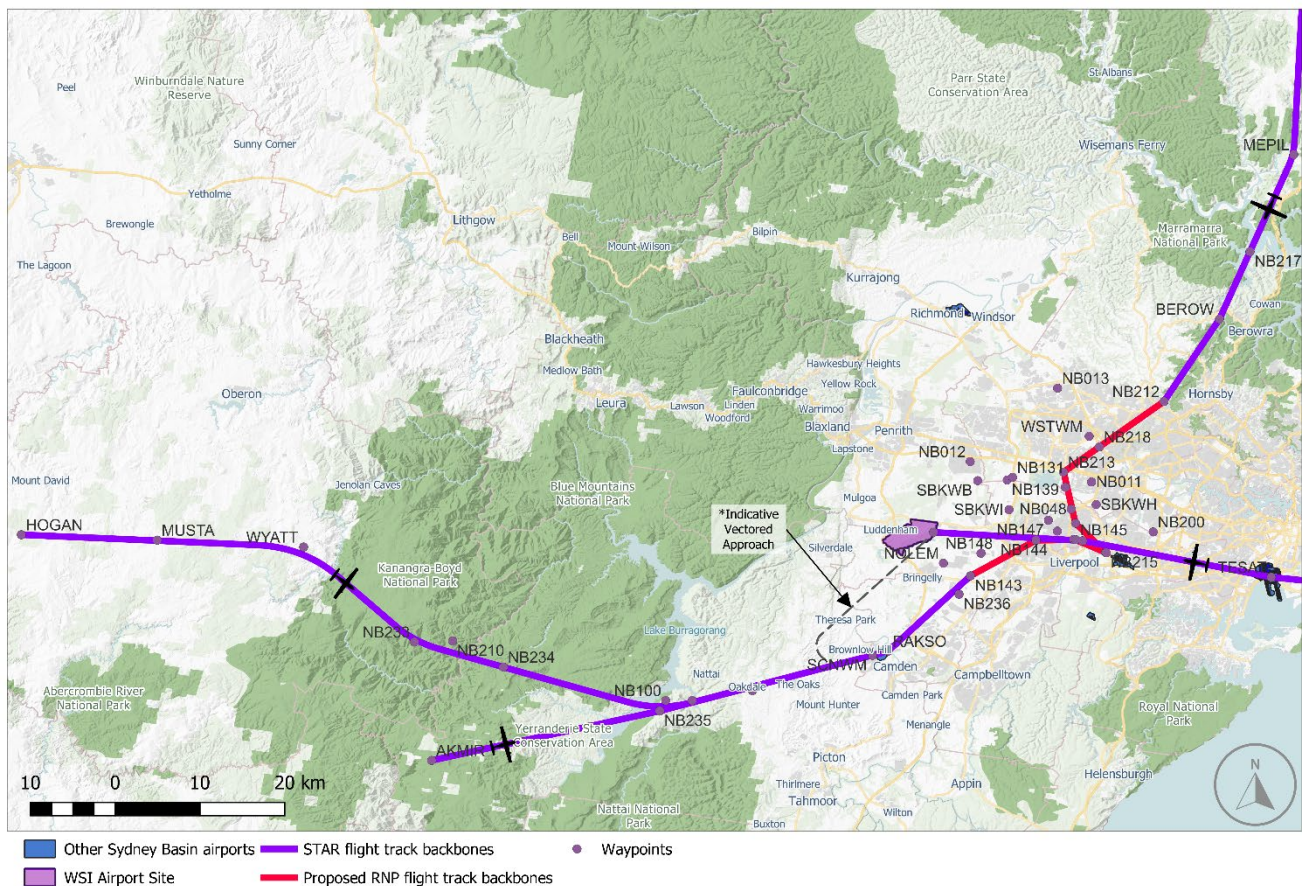 Peel
Winburndale Nature
Reserve
Sunny Corner
Yetholme
Brewongle
The Lagoon
Lithgow
Bell
Mount Wilson
Bilpin
Kurrajong
Richmond
Windsor
Parr State
Conservation Area
St Albans
Wisemans Ferry
MEPIL
Marramarra
National Park
NB217
Cowan
BEROW
Berowra
Hornsby
NB212
NB013
Blackheath
Medlow Bath
Leura
Lawson
Linden
Woodford
Faulconbridge
Hawkesbury Heights
Yellow Rock
Warrimoo
Blaxland
Penrith
Lapstone
Oberon
WSTWM
NB218
NB012
NB131
NB213
SBKWB
NB139
NB011
Mulgoa
SBKWI
SBKWH
NB048
NB200
Mount David
Jenolan Caves
Blue Mountains
National Park
*Indicative
Vectored
Approach
Luddenham
Silverdale
NB147
NB145
NB148
NOLEM
NB144
Liverpool
NB215
TESAT
Bringelly
NB143
NB236
HOGAN
MUSTA
WYATT
Kanangra-Boyd
National Park
NB233
NB210
NB234
Lake Burragorang
Theresa Park
Brownlow Hill
RAKSO
SCNWM
Camden
Nattai
Oakdale
The Oaks
Campbelltown
Camden Park
Mount Hunter
Menangle
Royal National
Park
Abercrombie River
National Park
NB100
NB235
Yerranderie State
Conservation Area
AKMIR
Picton
Thirlmere
Tahmoor
Appin
Helensburgh
Wilton
Buxton
Nattai National
Park
10 0 10 20 km
N
Other Sydney Basin airports STAR flight track backbones Waypoints
WSI Airport Site Proposed RNP flight track backbones